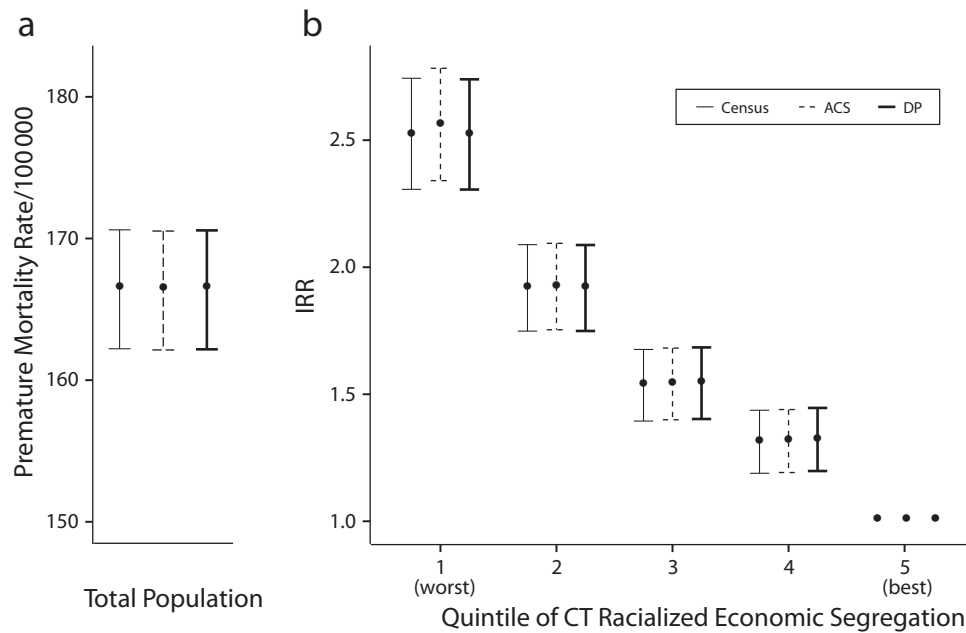 a
b
180
170
160
150
Premature Mortality Rate/100 000
Total Population
Census
ACS
DP
2.5
2.0
1.5
1.0
IRR
1
2
3
4
5
(worst)
(best)
Quintile of CT Racialized Economic Segregation